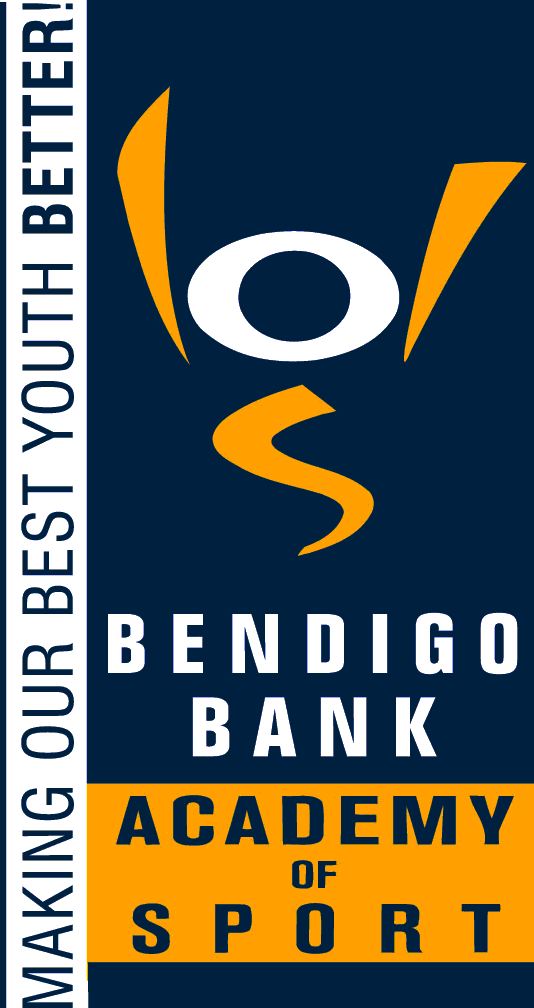 MAKING OUR BEST YOUTH BETTER!
BENDIGO
BANK
ACADEMY
OF
SPORT